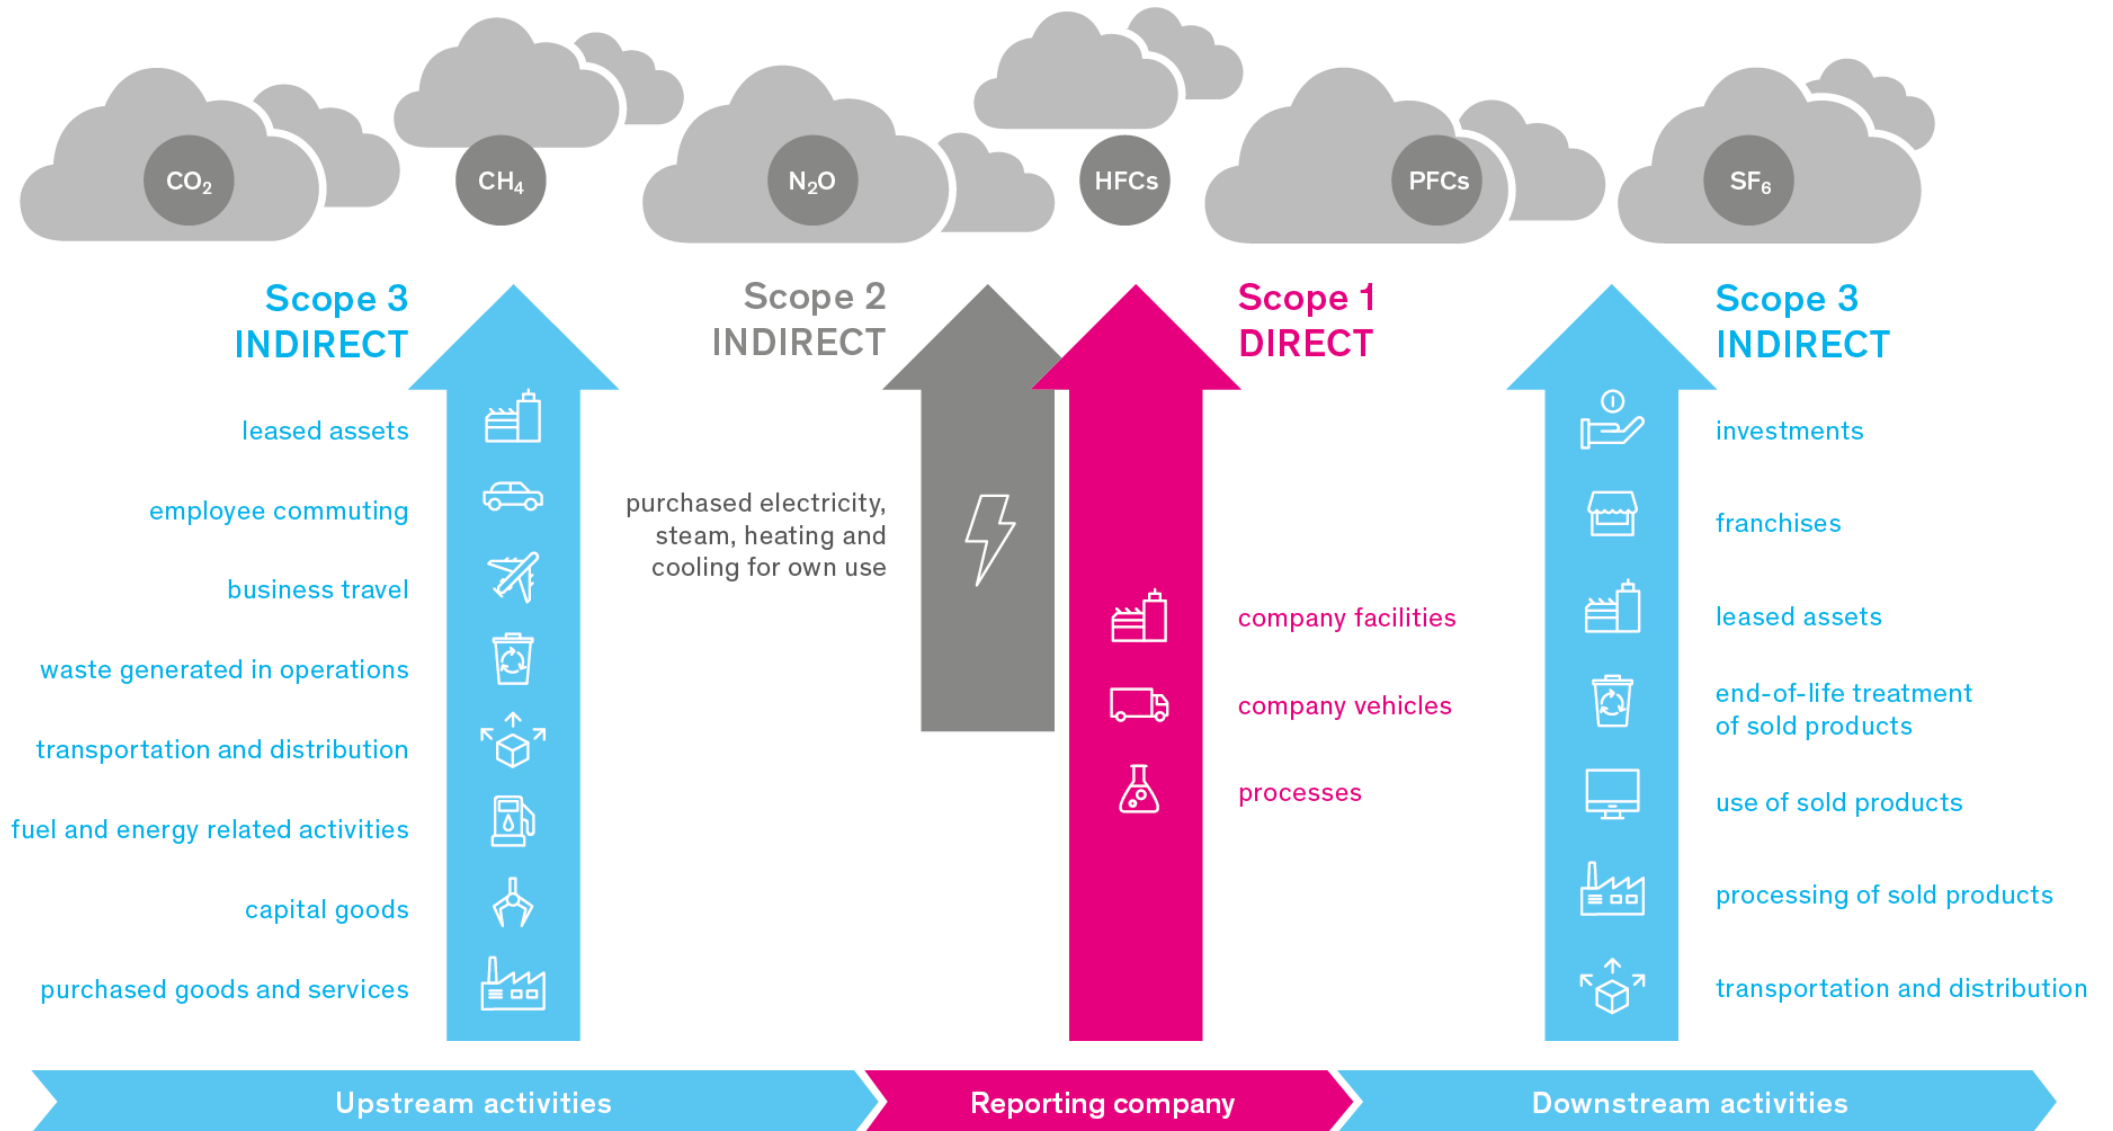 CO₂
CH₄
N₂O
HFCs
PFCs
SF₆
Scope 3
INDIRECT
leased assets
employee commuting
business travel
waste generated in operations
transportation and distribution
fuel and energy related activities
capital goods
purchased goods and services
Scope 2
INDIRECT
purchased electricity,
steam, heating and
cooling for own use
Scope 1
DIRECT
company facilities
company vehicles
processes
Scope 3
INDIRECT
investments
franchises
leased assets
end-of-life treatment
of sold products
use of sold products
processing of sold products
transportation and distribution
Upstream activities
Reporting company
Downstream activities